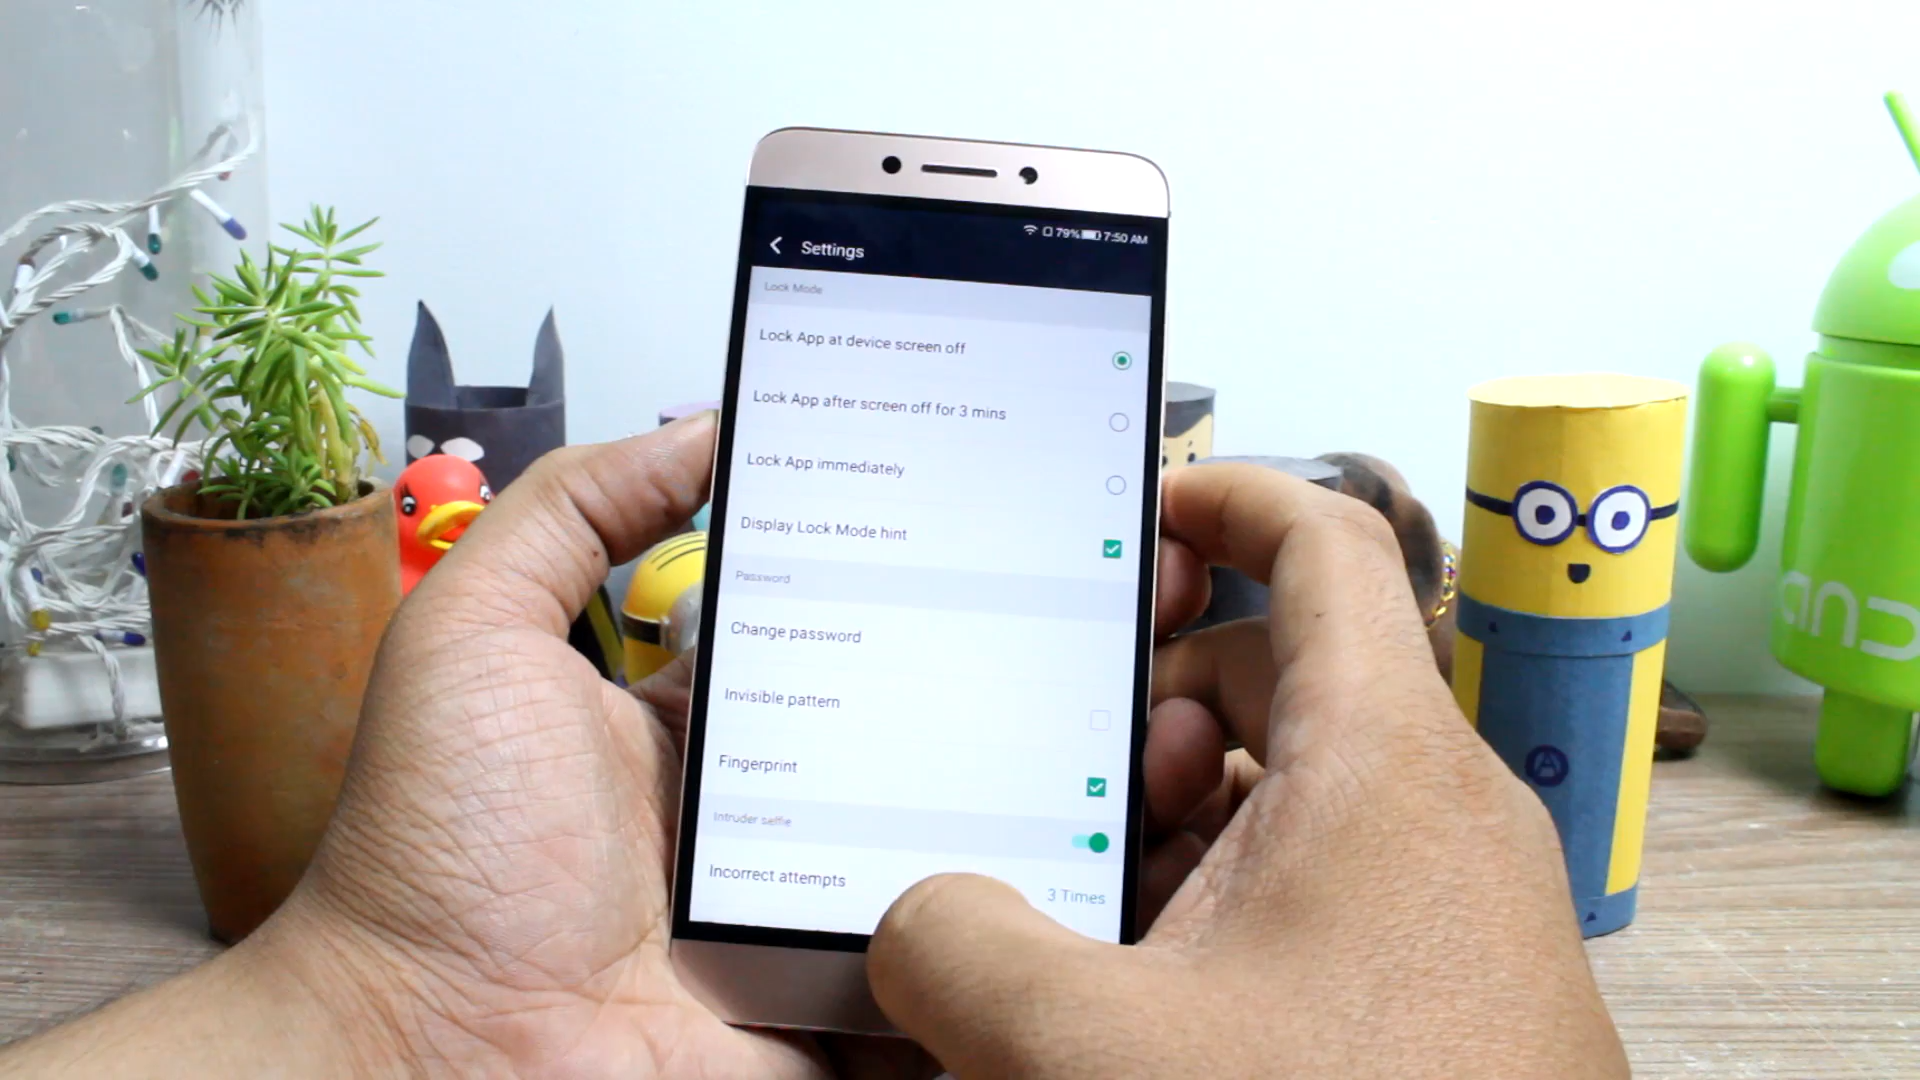 79% 7:50 AM
Settings
Lock Mode
Lock App at device screen off
Lock App after screen off for 3 mins
Lock App immediately
Display Lock Mode hint
Password
Change password
Invisible pattern
Fingerprint
Intruder selfie
Incorrect attempts
3 Times